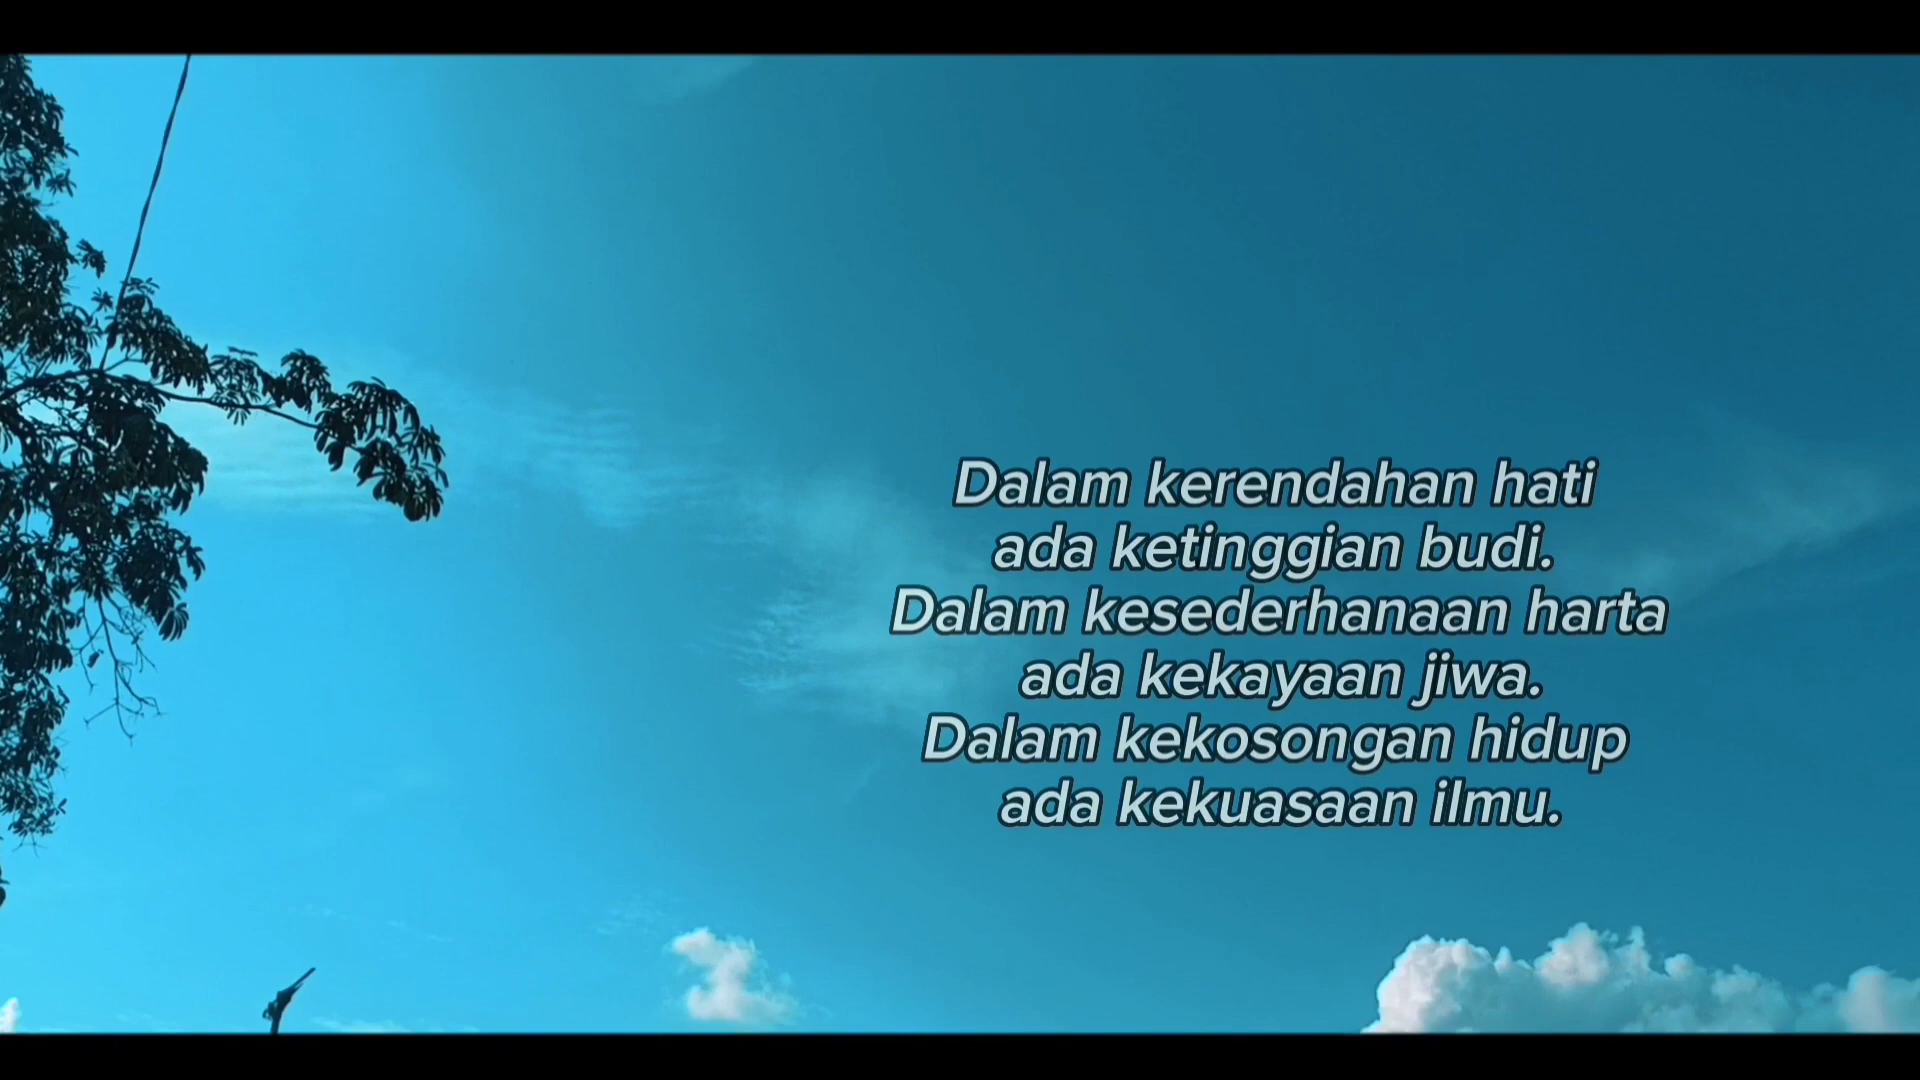 Dalam kerendahan hati
ada ketinggian budi.
Dalam kesederhanaan harta
ada kekayaan jiwa.
Dalam kekosongan hidup
ada kekuasaan ilmu.